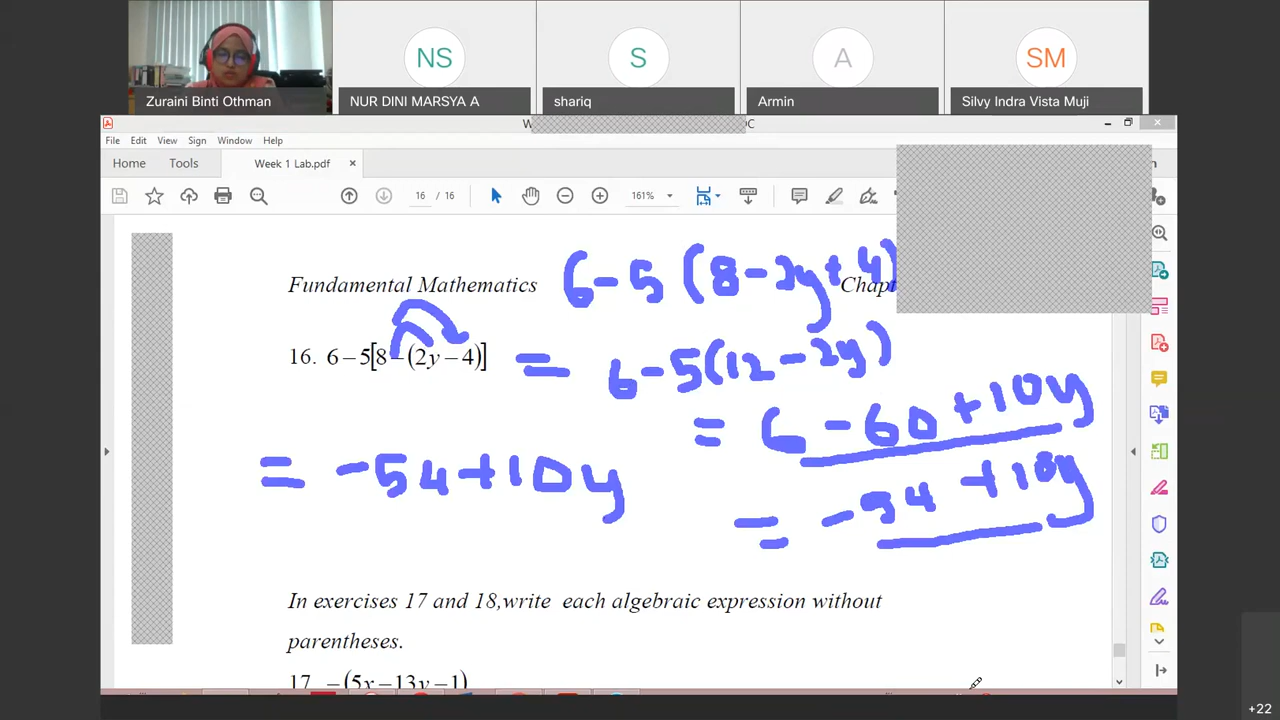 NS
S
A
SM
Zuraini Binti Othman
NUR DINI MARSYA A
shariq
Armin
Silvy Indra Vista Muji
W C
File Edit View Sign Window Help
Home Tools Week 1 Lab.pdf ×
16 / 16 161%
6 - 5 (8 - 2y + 4)
Fundamental Mathematics Chapt
16. 6 – 5[8 – (2y – 4)]
= 6 - 5(12 - 2y)
= 6 - 60 + 10y
= -54 + 10y
= -54 + 10y
In exercises 17 and 18,write each algebraic expression without
parentheses.
17. – (5x – 13y – 1)
+22